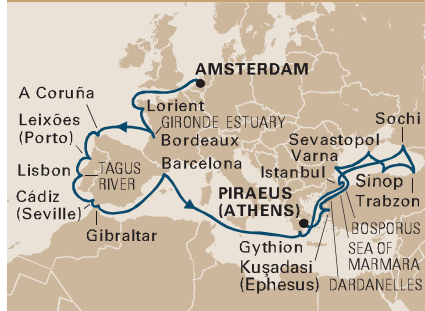 AMSTERDAM
A Coruña
Lorient
GIRONDE ESTUARY
Bordeaux
Leixões
(Porto)
Lisbon
TAGUS
RIVER
Barcelona
Cádiz
(Seville)
Gibraltar
Sochi
Sevastopol
Varna
Istanbul
Sinop
Trabzon
PIRAEUS
(ATHENS)
BOSPORUS
Gythion
SEA OF
MARMARA
Kuşadasi
(Ephesus)
DARDANELLES